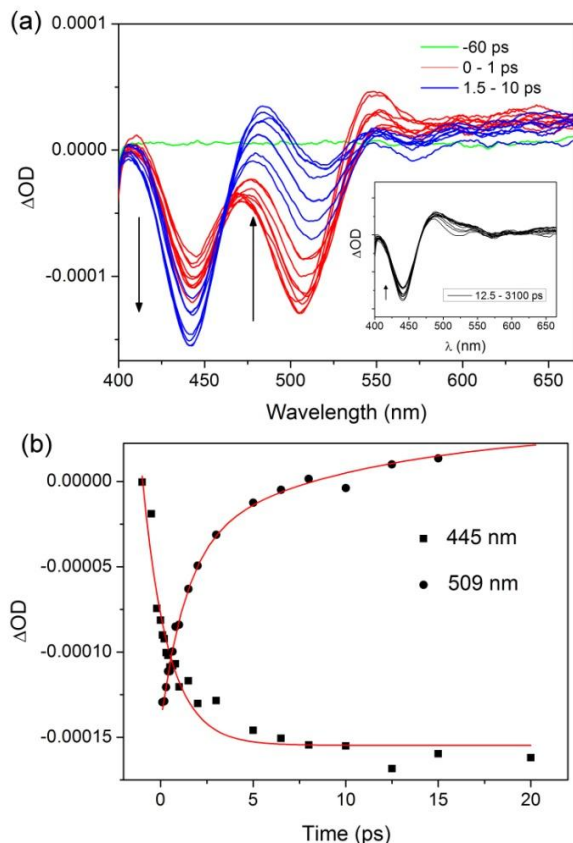 (a)
0.0001
0.0000
-0.0001
ΔOD
-60 ps
0 - 1 ps
1.5 - 10 ps
ΔOD
12.5 - 3100 ps
400 450 500 550 600 650
λ (nm)
400 450 500 550 600 650
Wavelength (nm)
(b)
0.00000
-0.00005
-0.00010
-0.00015
ΔOD
445 nm
509 nm
0 5 10 15 20
Time (ps)